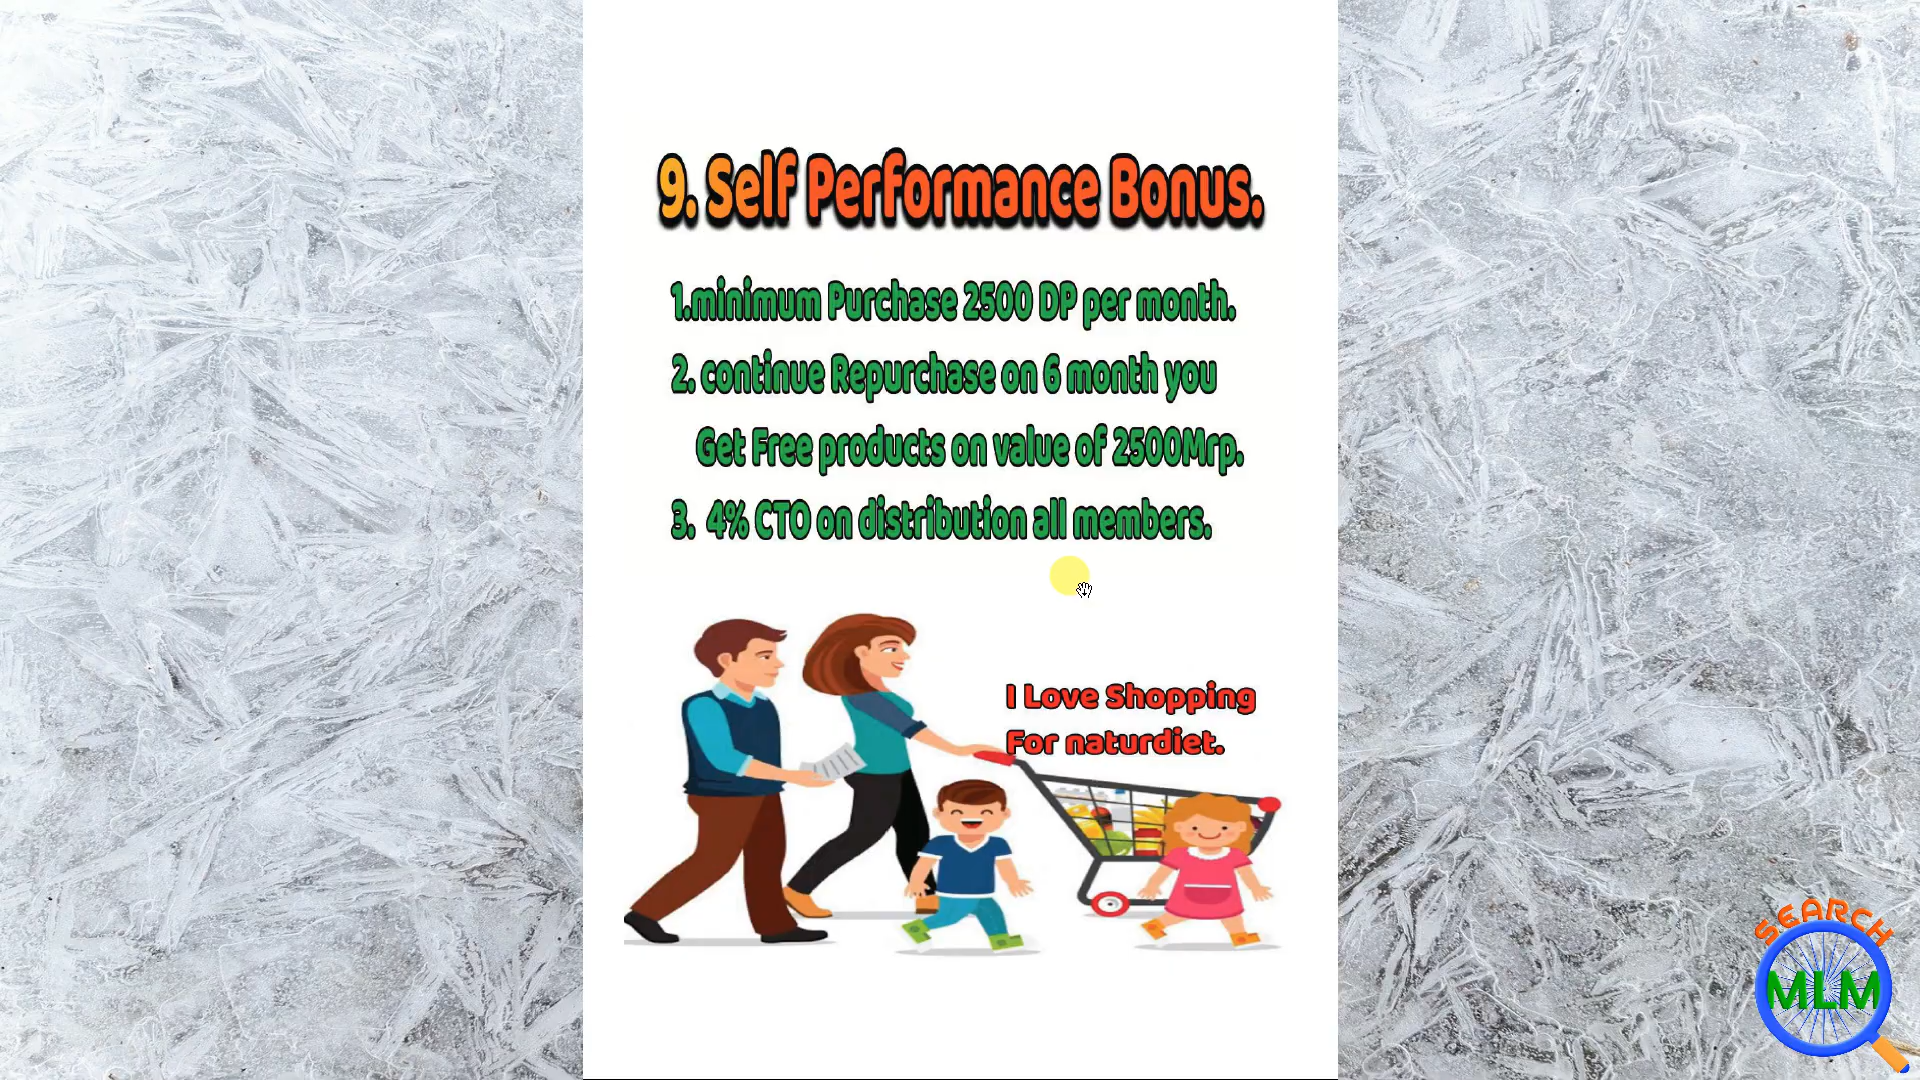 9. Self Performance Bonus.
1.minimum Purchase 2500 DP per month.
2. continue Repurchase on 6 month you
Get Free products on value of 2500Mrp.
3. 4% CTO on distribution all members.
I Love Shopping
For naturdiet.
SEARCH
MLM